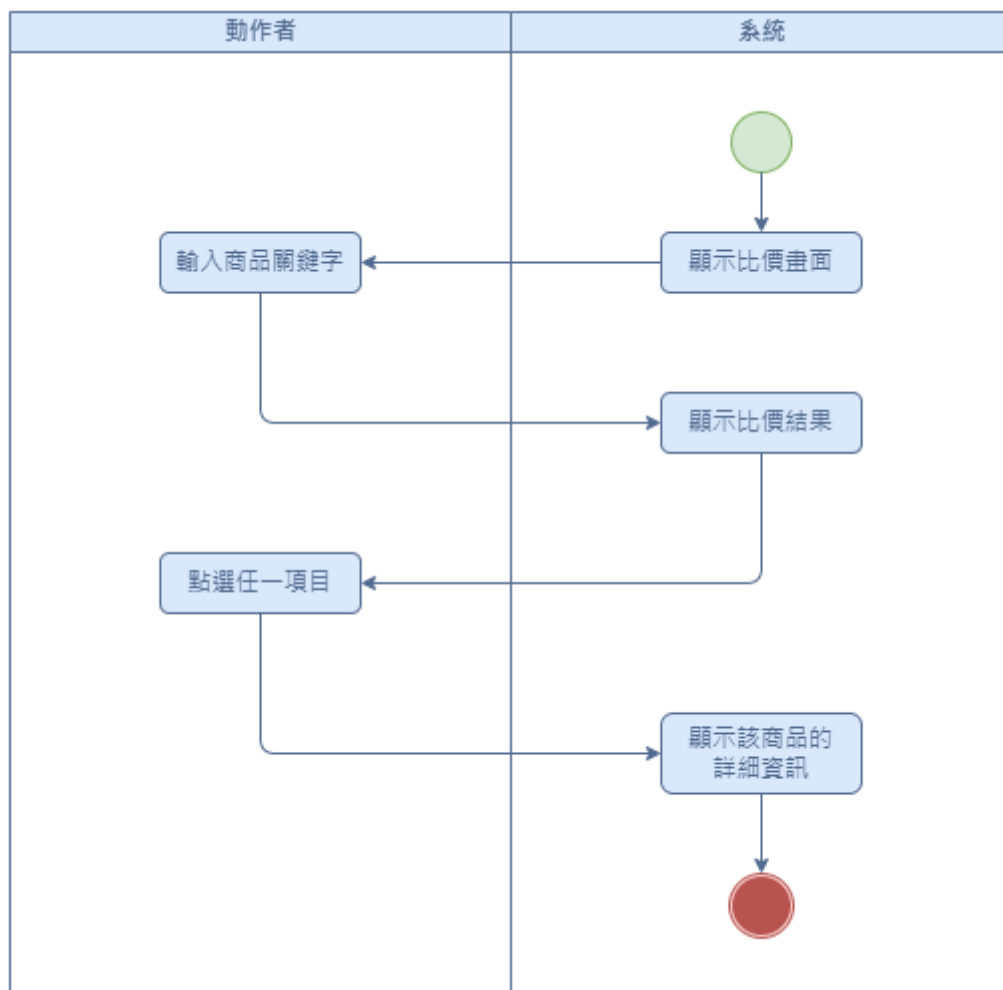 動作者
系統
顯示比價畫面
輸入商品關鍵字
顯示比價結果
點選任一項目
顯示該商品的
詳細資訊